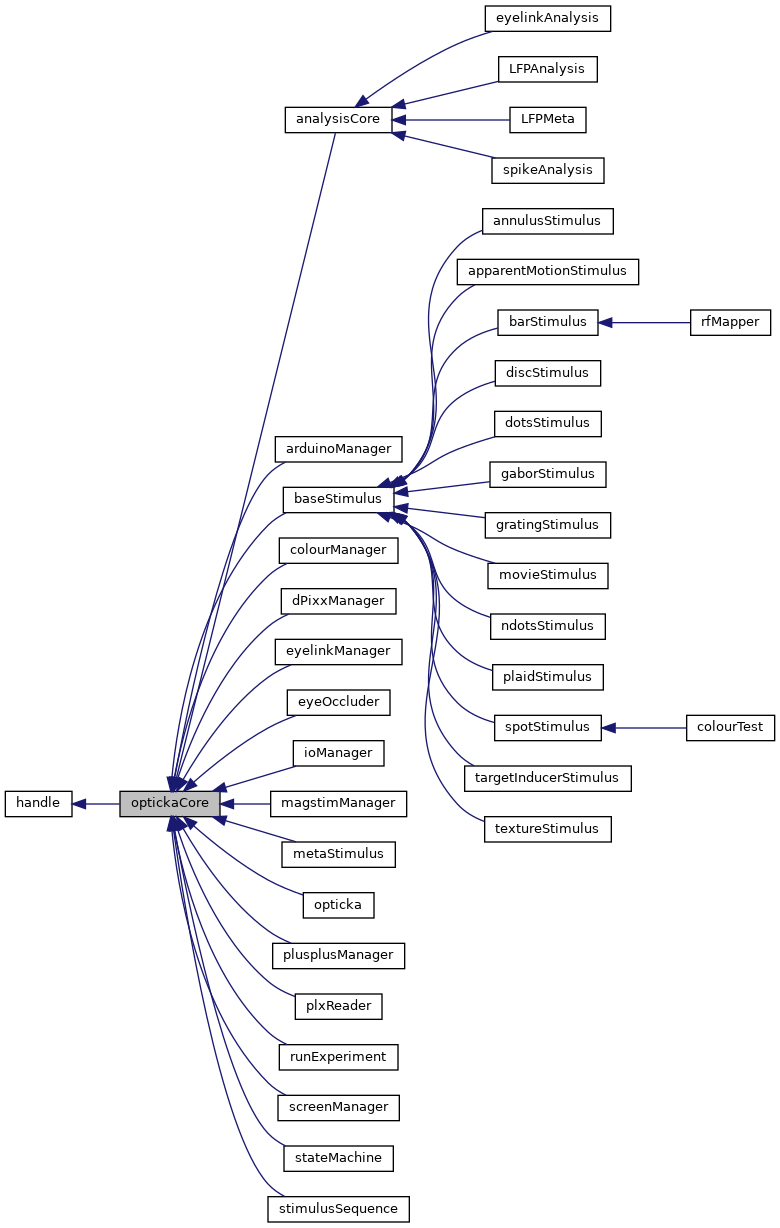 eyelinkAnalysis
LFPAnalysis
analysisCore
LFPMeta
spikeAnalysis
annulusStimulus
apparentMotionStimulus
barStimulus
rfMapper
discStimulus
dotsStimulus
arduinoManager
gaborStimulus
baseStimulus
gratingStimulus
colourManager
movieStimulus
dPixxManager
ndotsStimulus
eyelinkManager
plaidStimulus
eyeOccluder
spotStimulus
colourTest
ioManager
targetInducerStimulus
handle
optickaCore
magstimManager
textureStimulus
metaStimulus
opticka
plusplusManager
plxReader
runExperiment
screenManager
stateMachine
stimulusSequence